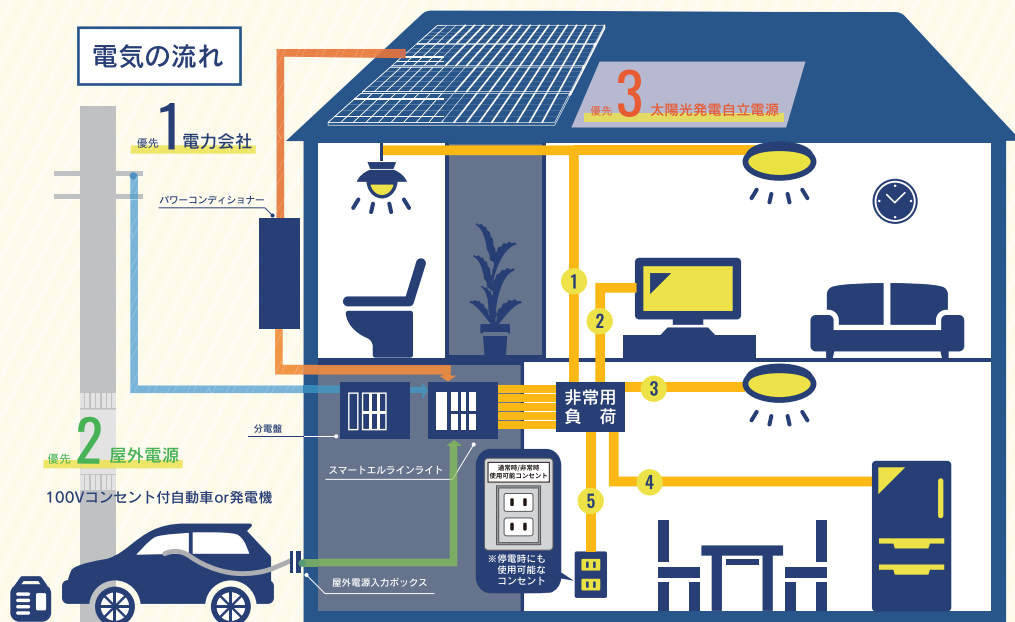 電気の流れ
優先1電力会社
優先3太陽光発電自立電源
パワーコンディショナー
1
2
3
非常用
負荷
分電盤
優先2屋外電源
スマートエルラインライト
通常時/非常時
使用可能コンセント
4
5
100Vコンセント付自動車or発電機
※停電時にも
使用可能な
コンセント
屋外電源入力ボックス